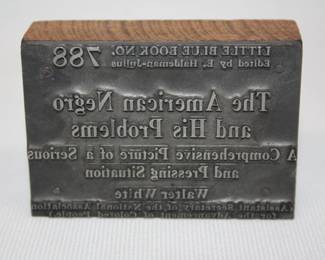 LITTLE BLUE BOOK NO. 788
Edited by E. Haldeman-Julius
The American Negro
and His Problems
A Comprehensive Picture of a Serious
and Pressing Situation
Walter White
(Assistant Secretary of the National Association
for the Advancement of Colored People)